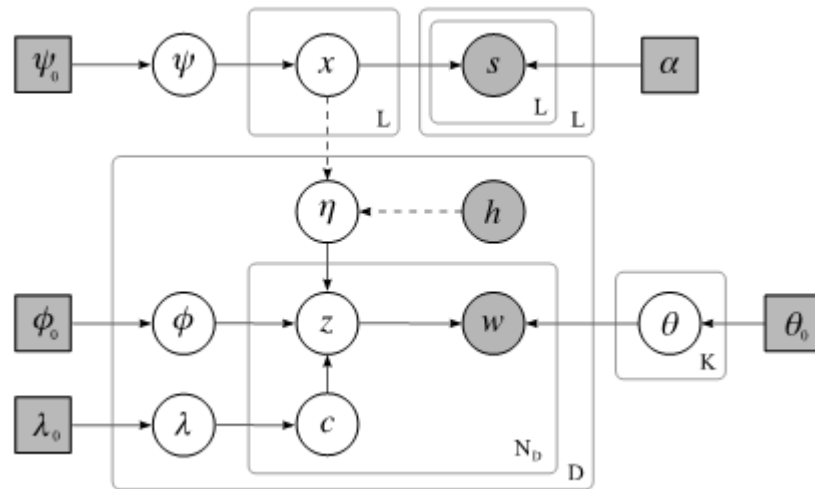 ψ₀ ψ x s α
L L L
η h
ϕ₀ ϕ z w θ θ₀
K
λ₀ λ c
N_D D